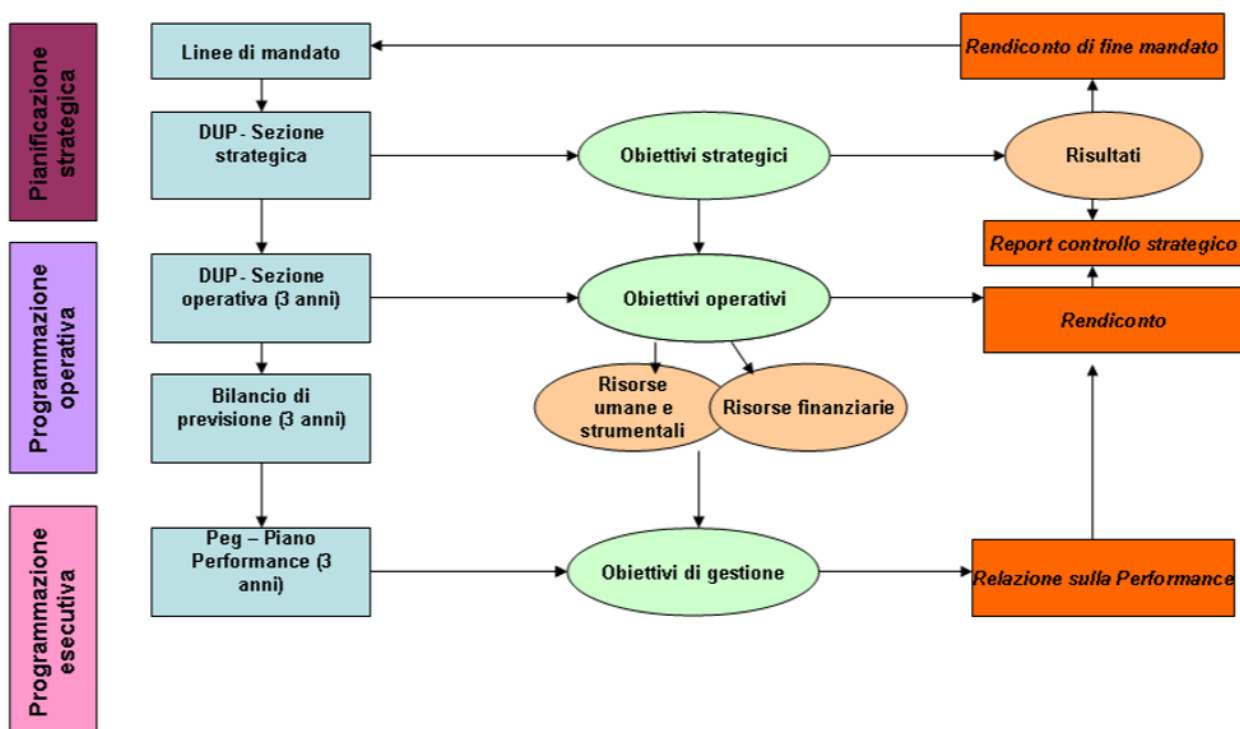 Pianificazione
strategica
Linee di mandato
Rendiconto di fine mandato
DUP- Sezione
strategica
Obiettivi strategici
Risultati
Report controllo strategico
Programmazione
operativa
DUP- Sezione
operativa (3 anni)
Obiettivi operativi
Rendiconto
Bilancio di
previsione (3 anni)
Risorse
umane e
strumentali
Risorse finanziarie
Programmazione
esecutiva
Peg – Piano
Performance (3
anni)
Obiettivi di gestione
Relazione sulla Performance